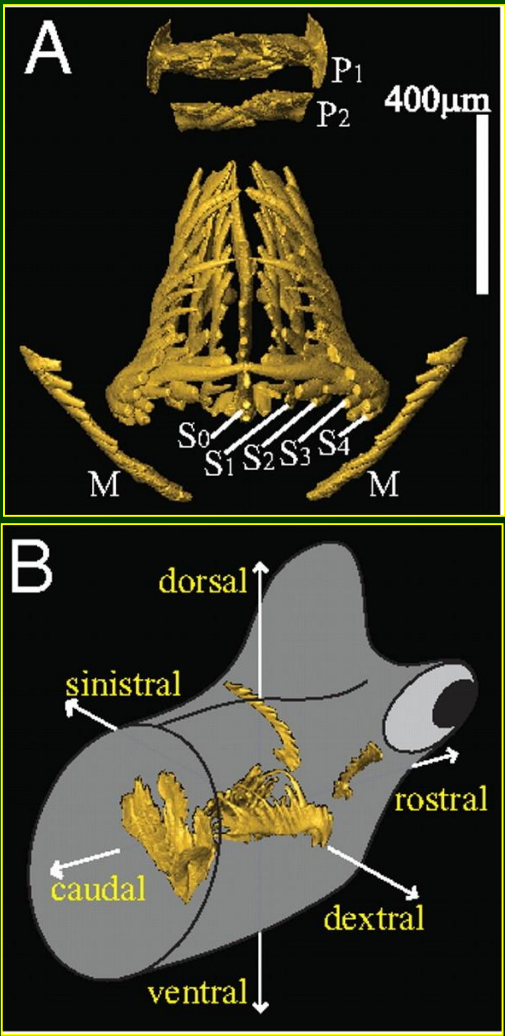 A
P1
400μm
P2
S0
S1 S2 S3 S4
M M
B
dorsal
sinistral
rostral
caudal
dextral
ventral